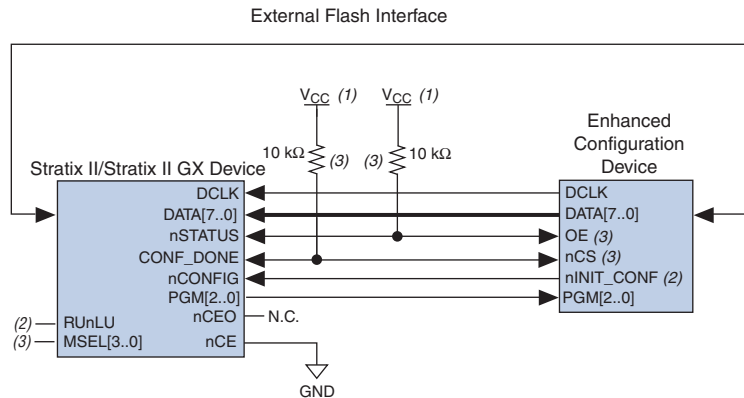 External Flash Interface
VCC (1) VCC (1)
10 kΩ (3) (3) 10 kΩ
Enhanced
Configuration
Device
Stratix II/Stratix II GX Device
DCLK DCLK
DATA[7..0] DATA[7..0]
nSTATUS OE (3)
CONF_DONE nCS (3)
nCONFIG nINIT_CONF (2)
PGM[2..0] PGM[2..0]
nCEO N.C.
(2) RUnLU
(3) MSEL[3..0] nCE
GND